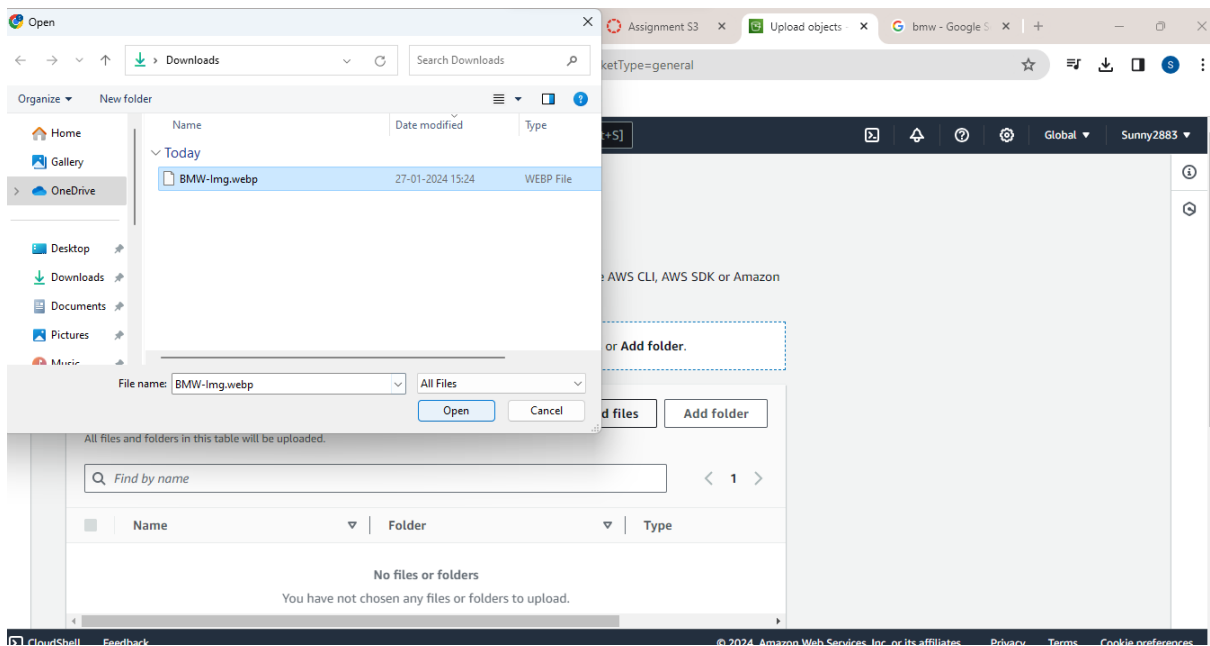 Open
Assignment S3
Upload objects
bmw - Google S
Downloads
Search Downloads
ketType=general
S
Organize
New folder
Home
Gallery
OneDrive
Desktop
Downloads
Documents
Pictures
Music
Name
Date modified
Type
Today
BMW-Img.webp
27-01-2024 15:24
WEBP File
File name:
BMW-Img.webp
All Files
Open
Cancel
t+S]
Global
Sunny2883
AWS CLI, AWS SDK or Amazon
or Add folder.
d files
Add folder
All files and folders in this table will be uploaded.
Find by name
1
Name
Folder
Type
No files or folders
You have not chosen any files or folders to upload.
CloudShell
Feedback
© 2024, Amazon Web Services, Inc. or its affiliates.
Privacy
Terms
Cookie preferences